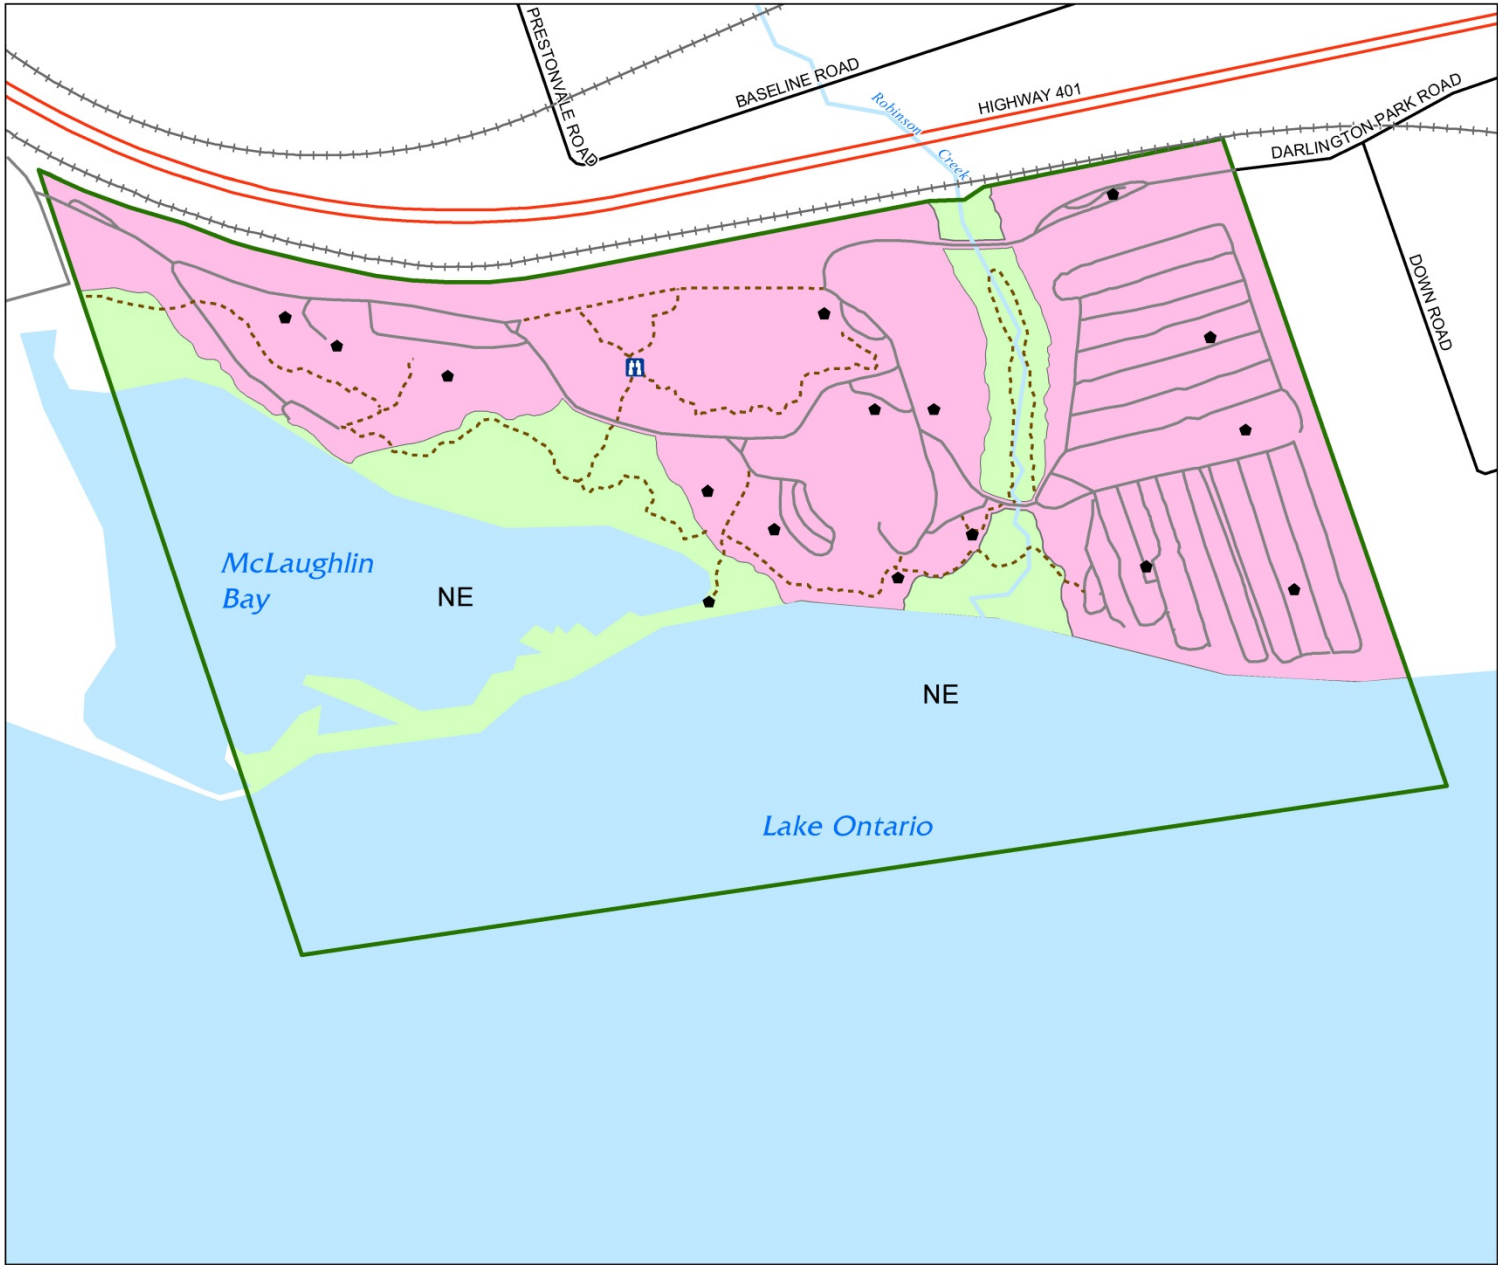 PRESTONVALE ROAD
BASELINE ROAD
Robinson
Creek
HIGHWAY 401
DARLINGTON PARK ROAD
DOWN ROAD
McLaughlin
Bay
NE
NE
Lake Ontario